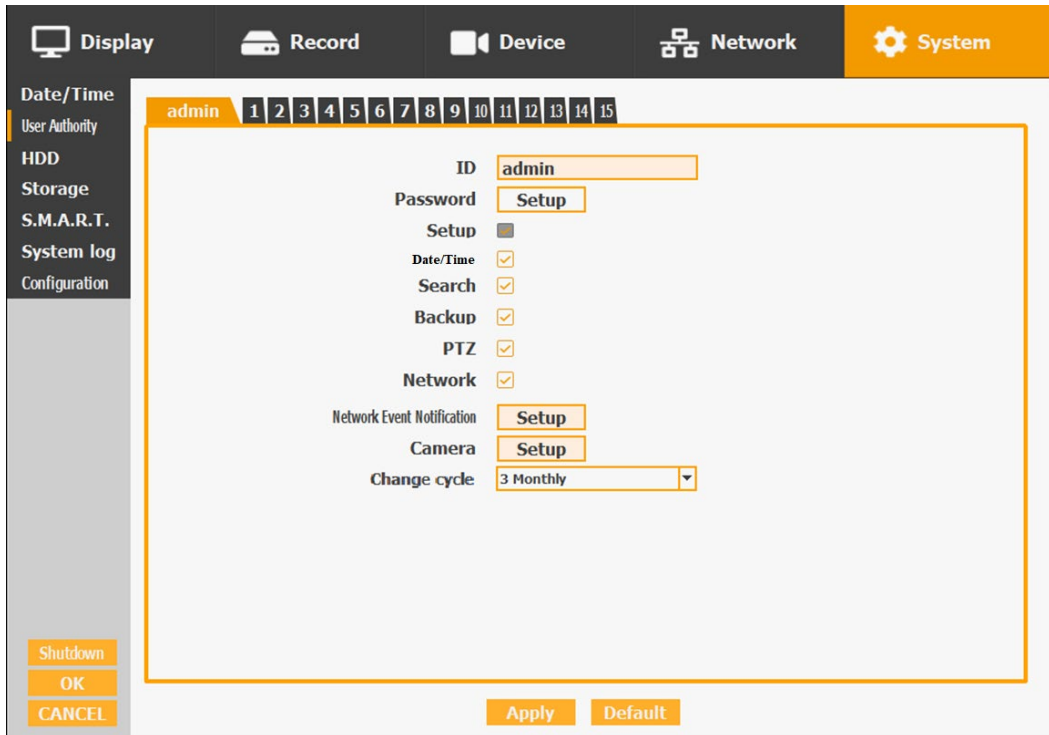 Display Record Device Network System
Date/Time
User Authority
HDD
Storage
S.M.A.R.T.
System log
Configuration
Shutdown
OK
CANCEL
admin 1 2 3 4 5 6 7 8 9 10 11 12 13 14 15
ID admin
Password Setup
Setup
Date/Time
Search
Backup
PTZ
Network
Network Event Notification Setup
Camera Setup
Change cycle 3 Monthly
Apply Default